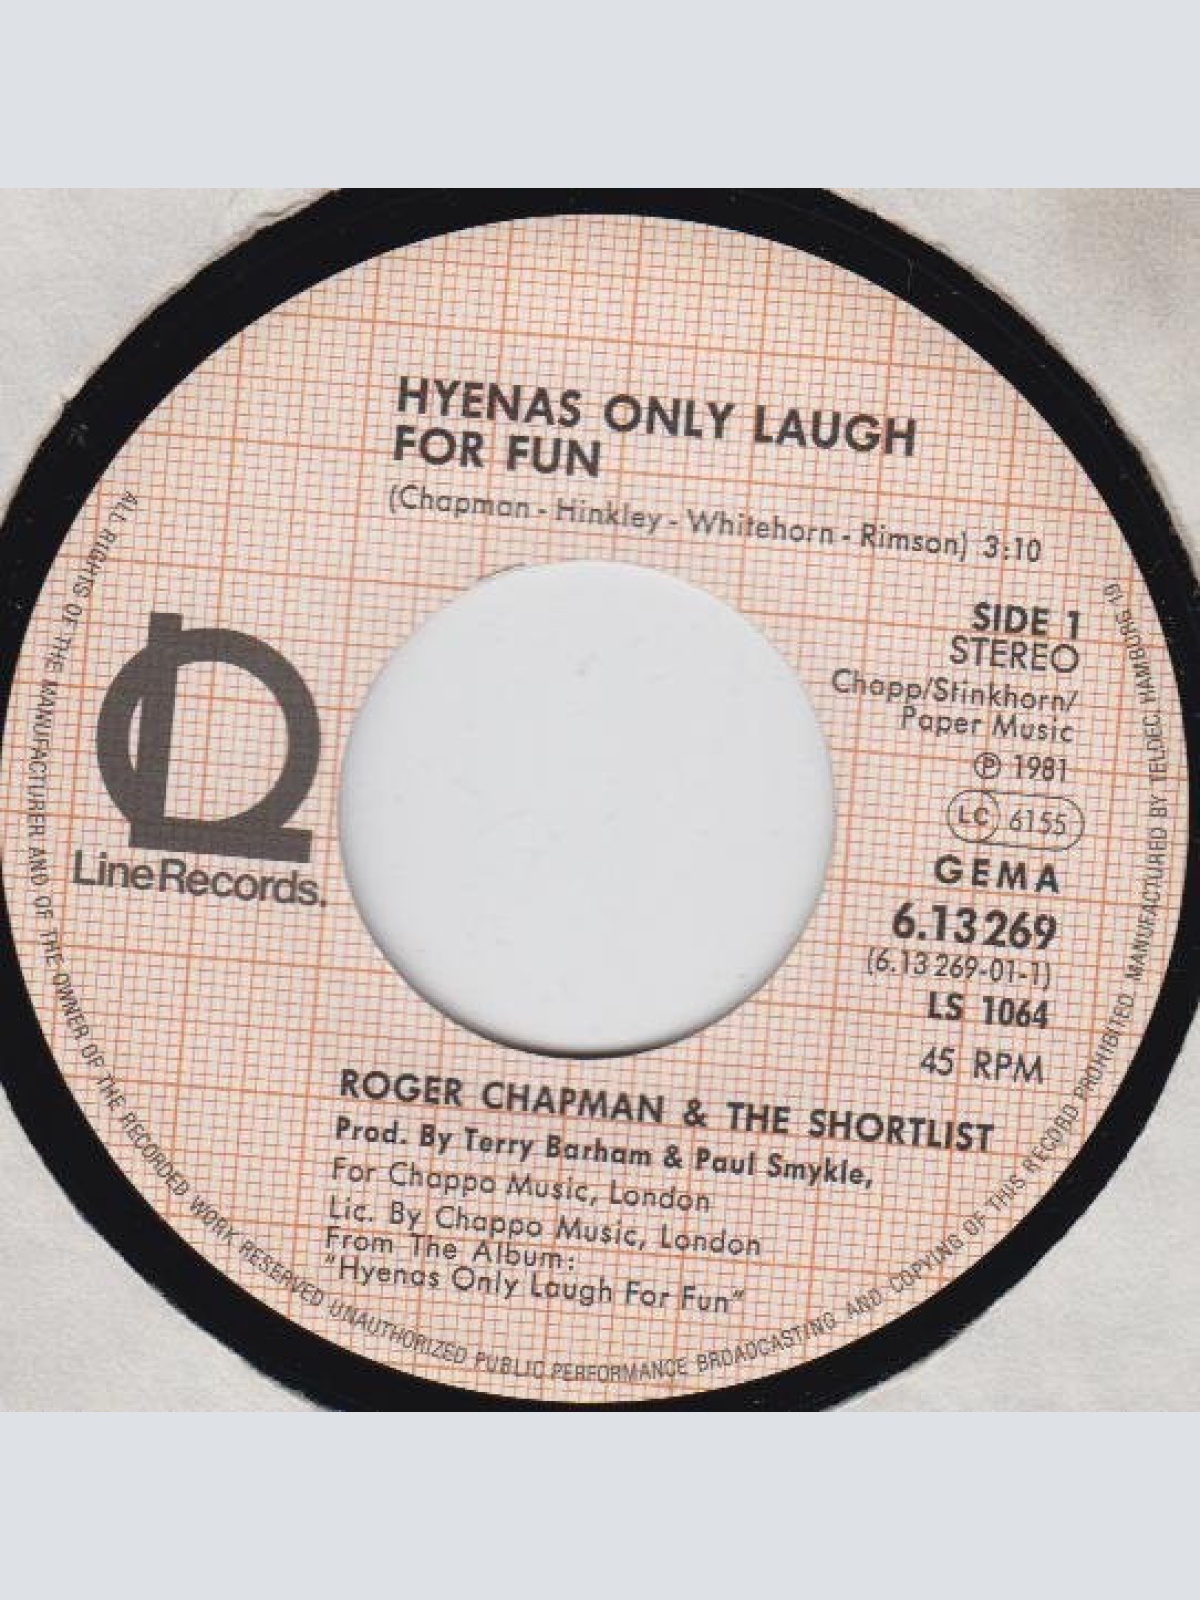 HYENAS ONLY LAUGH
FOR FUN
(Chapman - Hinkley - Whitehorn - Rimson) 3:10
SIDE 1
STEREO
Chapp/Stinkhorn/
Paper Music
Ⓟ 1981
LC 6155
GEMA
6.13269
(6.13 269-01-1)
LS 1064
45 RPM
LineRecords.
ROGER CHAPMAN & THE SHORTLIST
Prod. By Terry Barham & Paul Smykle,
For Chappo Music, London
Lic. By Chappo Music, London
From The Album:
"Hyenas Only Laugh For Fun"
ALL RIGHTS OF THE MANUFACTURER AND OF THE OWNER OF THE RECORDED WORK RESERVED UNAUTHORIZED PUBLIC PERFORMANCE BROADCASTING AND COPYING OF THIS RECORD PROHIBITED. MANUFACTURED BY TELDEC, HAMBURG 19